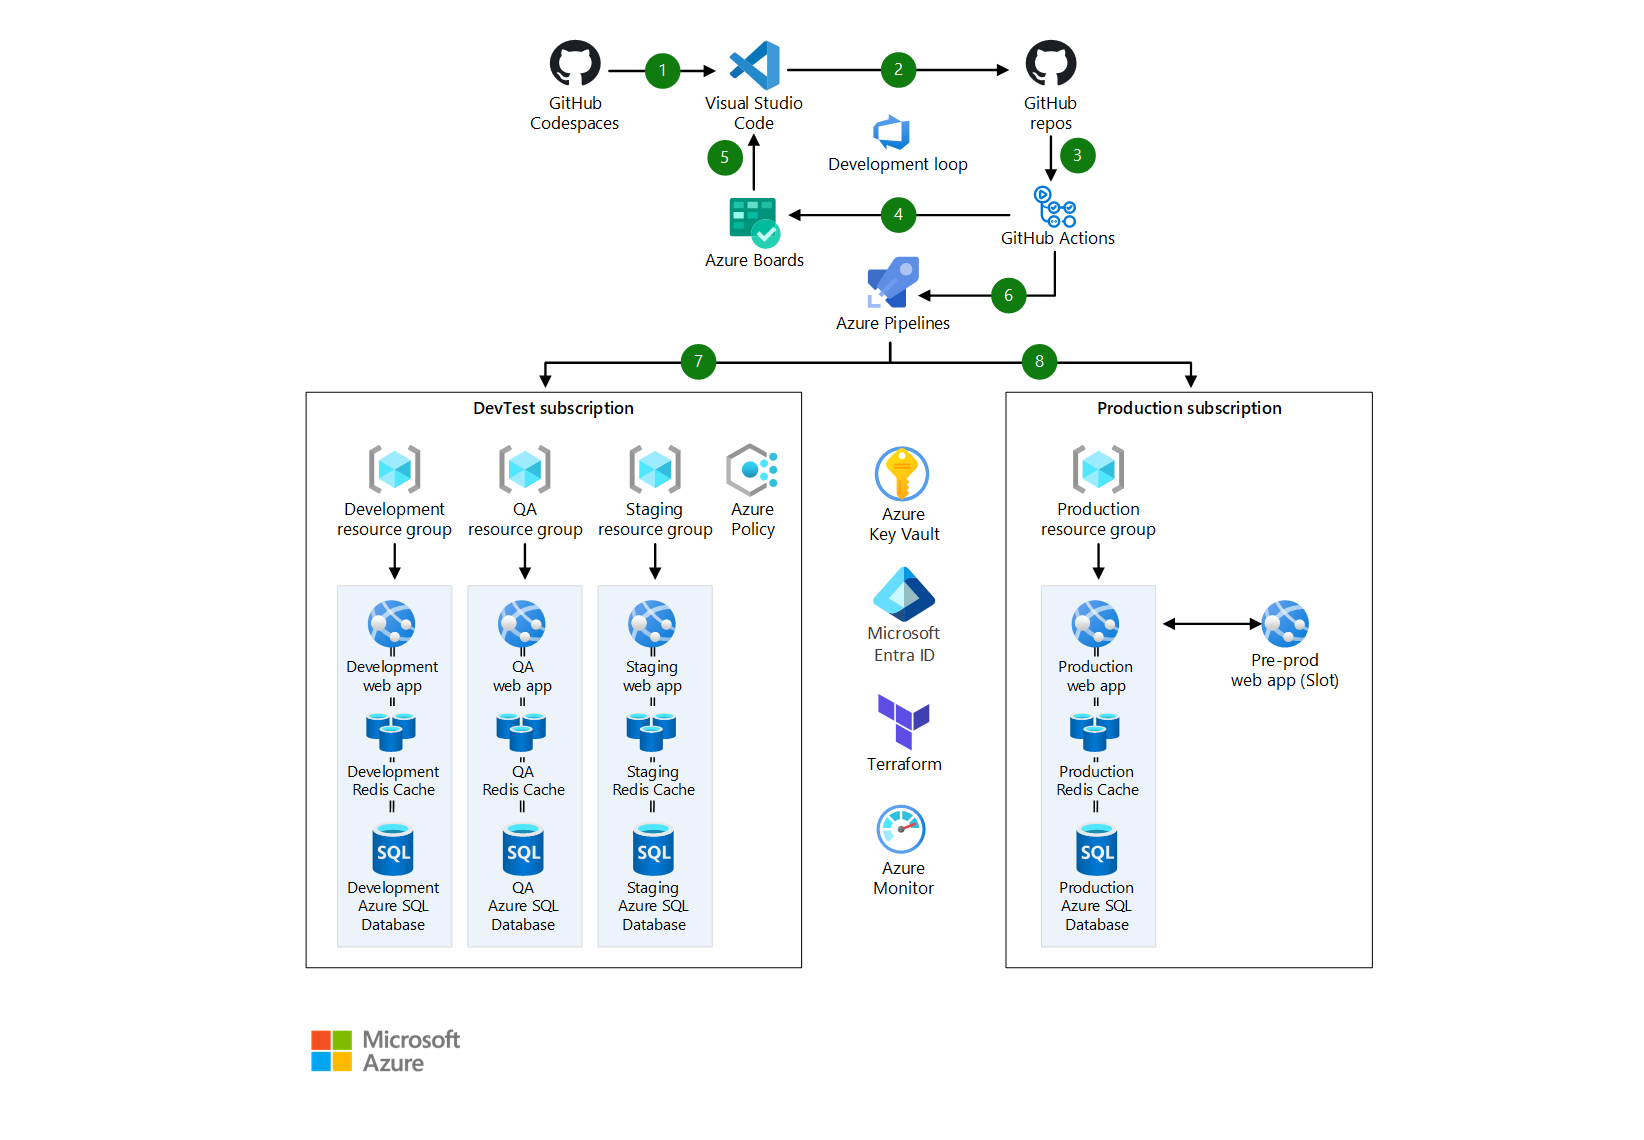 1
2
GitHub
Codespaces
Visual Studio
Code
GitHub
repos
5
Development loop
3
4
Azure Boards
GitHub Actions
6
Azure Pipelines
7
8
DevTest subscription
Development
resource group
QA
resource group
Staging
resource group
Azure
Policy
Development
web app
QA
web app
Staging
web app
Development
Redis Cache
QA
Redis Cache
Staging
Redis Cache
SQL
SQL
SQL
Development
Azure SQL
Database
QA
Azure SQL
Database
Staging
Azure SQL
Database
Azure
Key Vault
Microsoft
Entra ID
Terraform
Azure
Monitor
Production subscription
Production
resource group
Production
web app
Pre-prod
web app (Slot)
Production
Redis Cache
SQL
Production
Azure SQL
Database
Microsoft
Azure